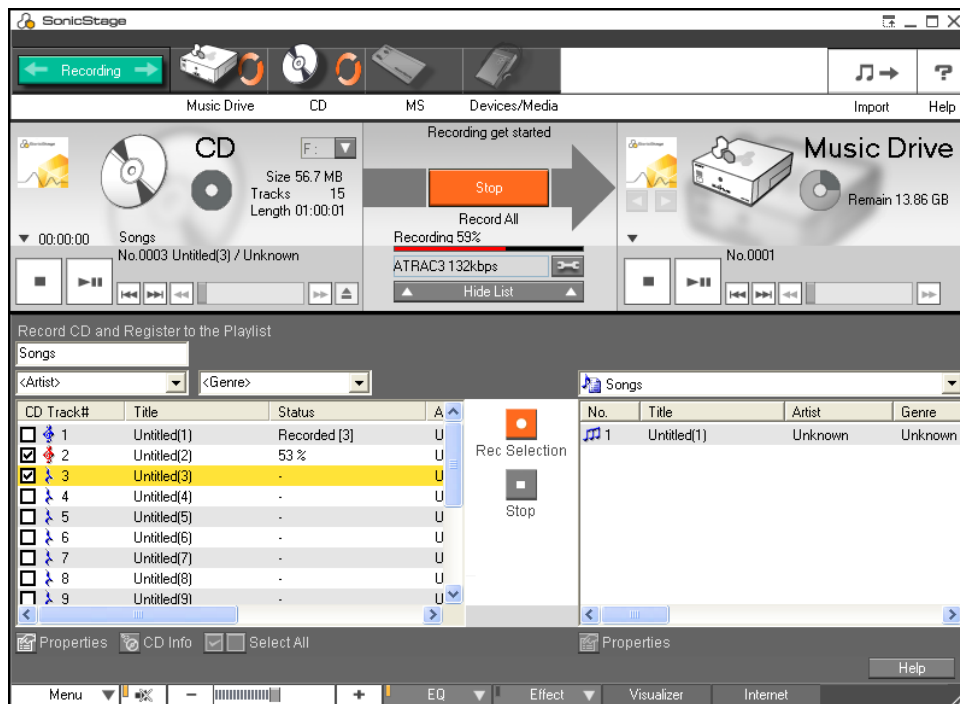 SonicStage
Recording
Music Drive CD MS Devices/Media Import Help
CD F:
Size 56.7 MB
Tracks 15
Length 01:00:01
00:00:00 Songs
No.0003 Untitled(3) / Unknown
Recording get started
Stop
Record All
Recording 59%
ATRAC3 132kbps
Hide List
Music Drive
Remain 13.86 GB
No.0001
Record CD and Register to the Playlist
Songs
<Artist> <Genre>
CD Track# Title Status A
1 Untitled(1) Recorded [3] U
2 Untitled(2) 53 % U
3 Untitled(3) - U
4 Untitled(4) - U
5 Untitled(5) - U
6 Untitled(6) - U
7 Untitled(7) - U
8 Untitled(8) - U
9 Untitled(9) - U
Rec Selection
Stop
Songs
No. Title Artist Genre
1 Untitled(1) Unknown Unknown
Properties CD Info Select All
Properties
Help
Menu EQ Effect Visualizer Internet